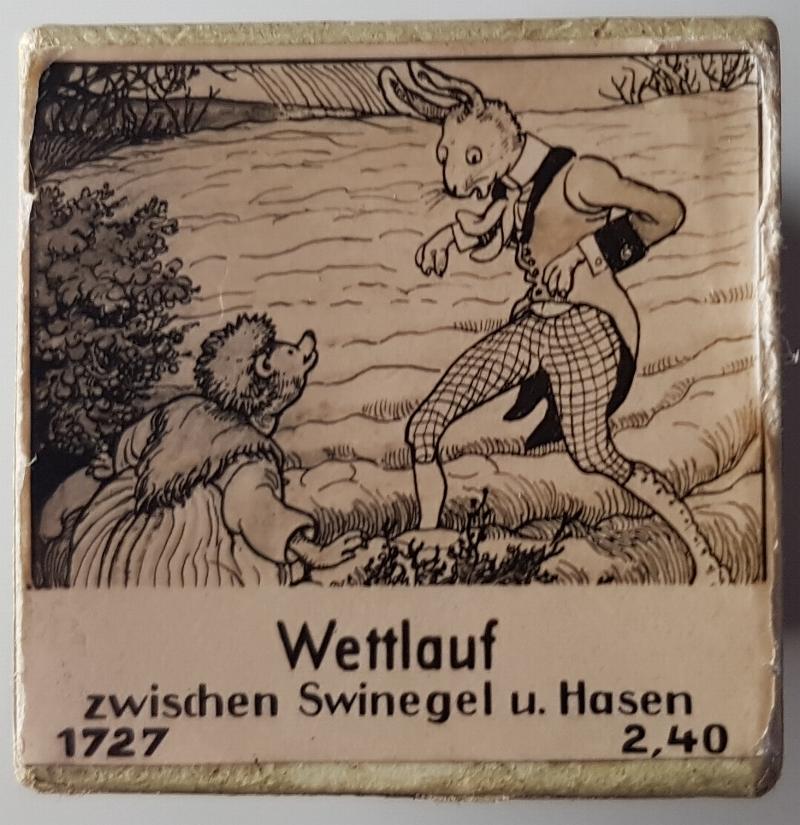 Wettlauf
zwischen Swinegel u. Hasen
1727 2,40